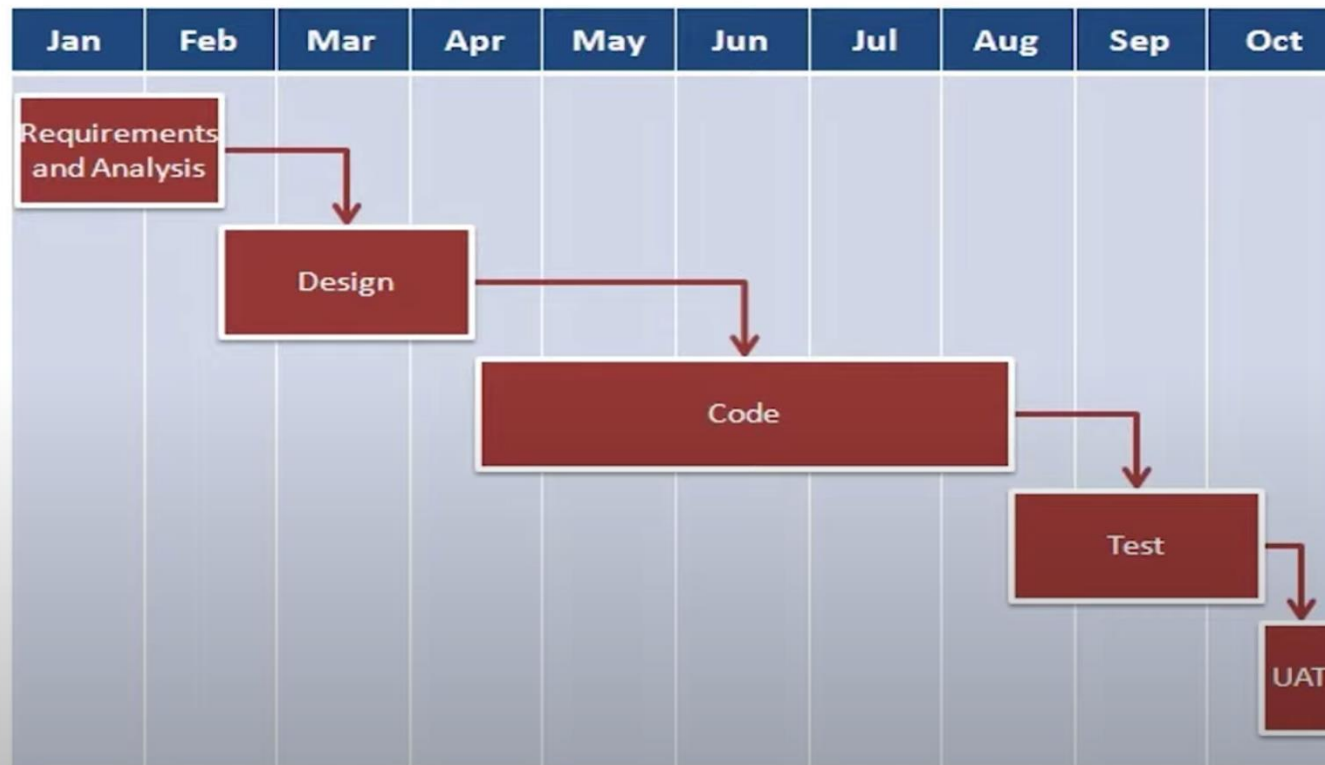 Jan Feb Mar Apr May Jun Jul Aug Sep Oct
Requirements
and Analysis
Design
Code
Test
UAT